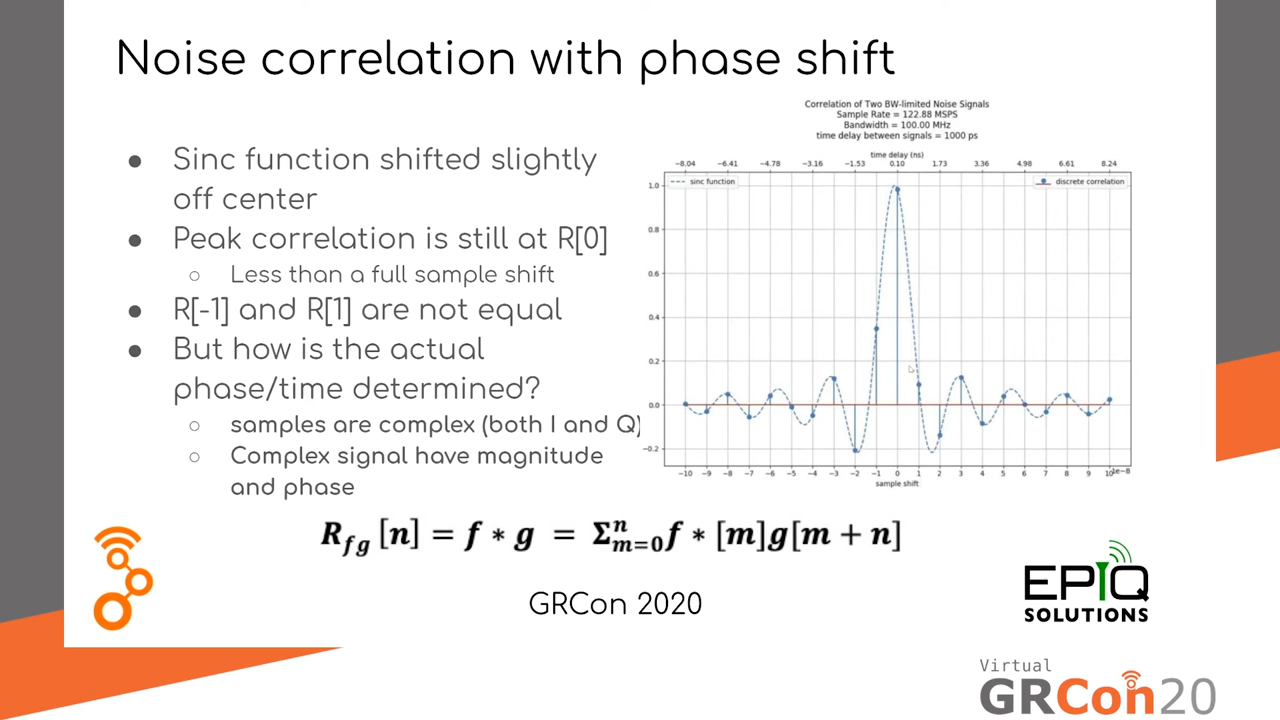 Noise correlation with phase shift
● Sinc function shifted slightly
off center
● Peak correlation is still at R[0]
○ Less than a full sample shift
● R[-1] and R[1] are not equal
● But how is the actual
phase/time determined?
○ samples are complex (both I and Q)
○ Complex signal have magnitude
and phase
Correlation of Two BW-limited Noise Signals
Sample Rate = 122.88 MSPS
Bandwidth = 100.00 MHz
time delay between signals = 1000 ps
time delay (ns)
−8.04 −6.41 −4.78 −3.16 −1.53 0.10 1.73 3.36 4.98 6.61 8.24
sinc function
discrete correlation
1.0
0.8
0.6
0.4
0.2
0.0
−0.2
−10 −9 −8 −7 −6 −5 −4 −3 −2 −1 0 1 2 3 4 5 6 7 8 9 10
1e−8
sample shift
R_fg [n] = f ∗ g = Σ^n_m=0 f ∗ [m]g[m + n]
GRCon 2020
EPIQ
SOLUTIONS
Virtual
GRCon20